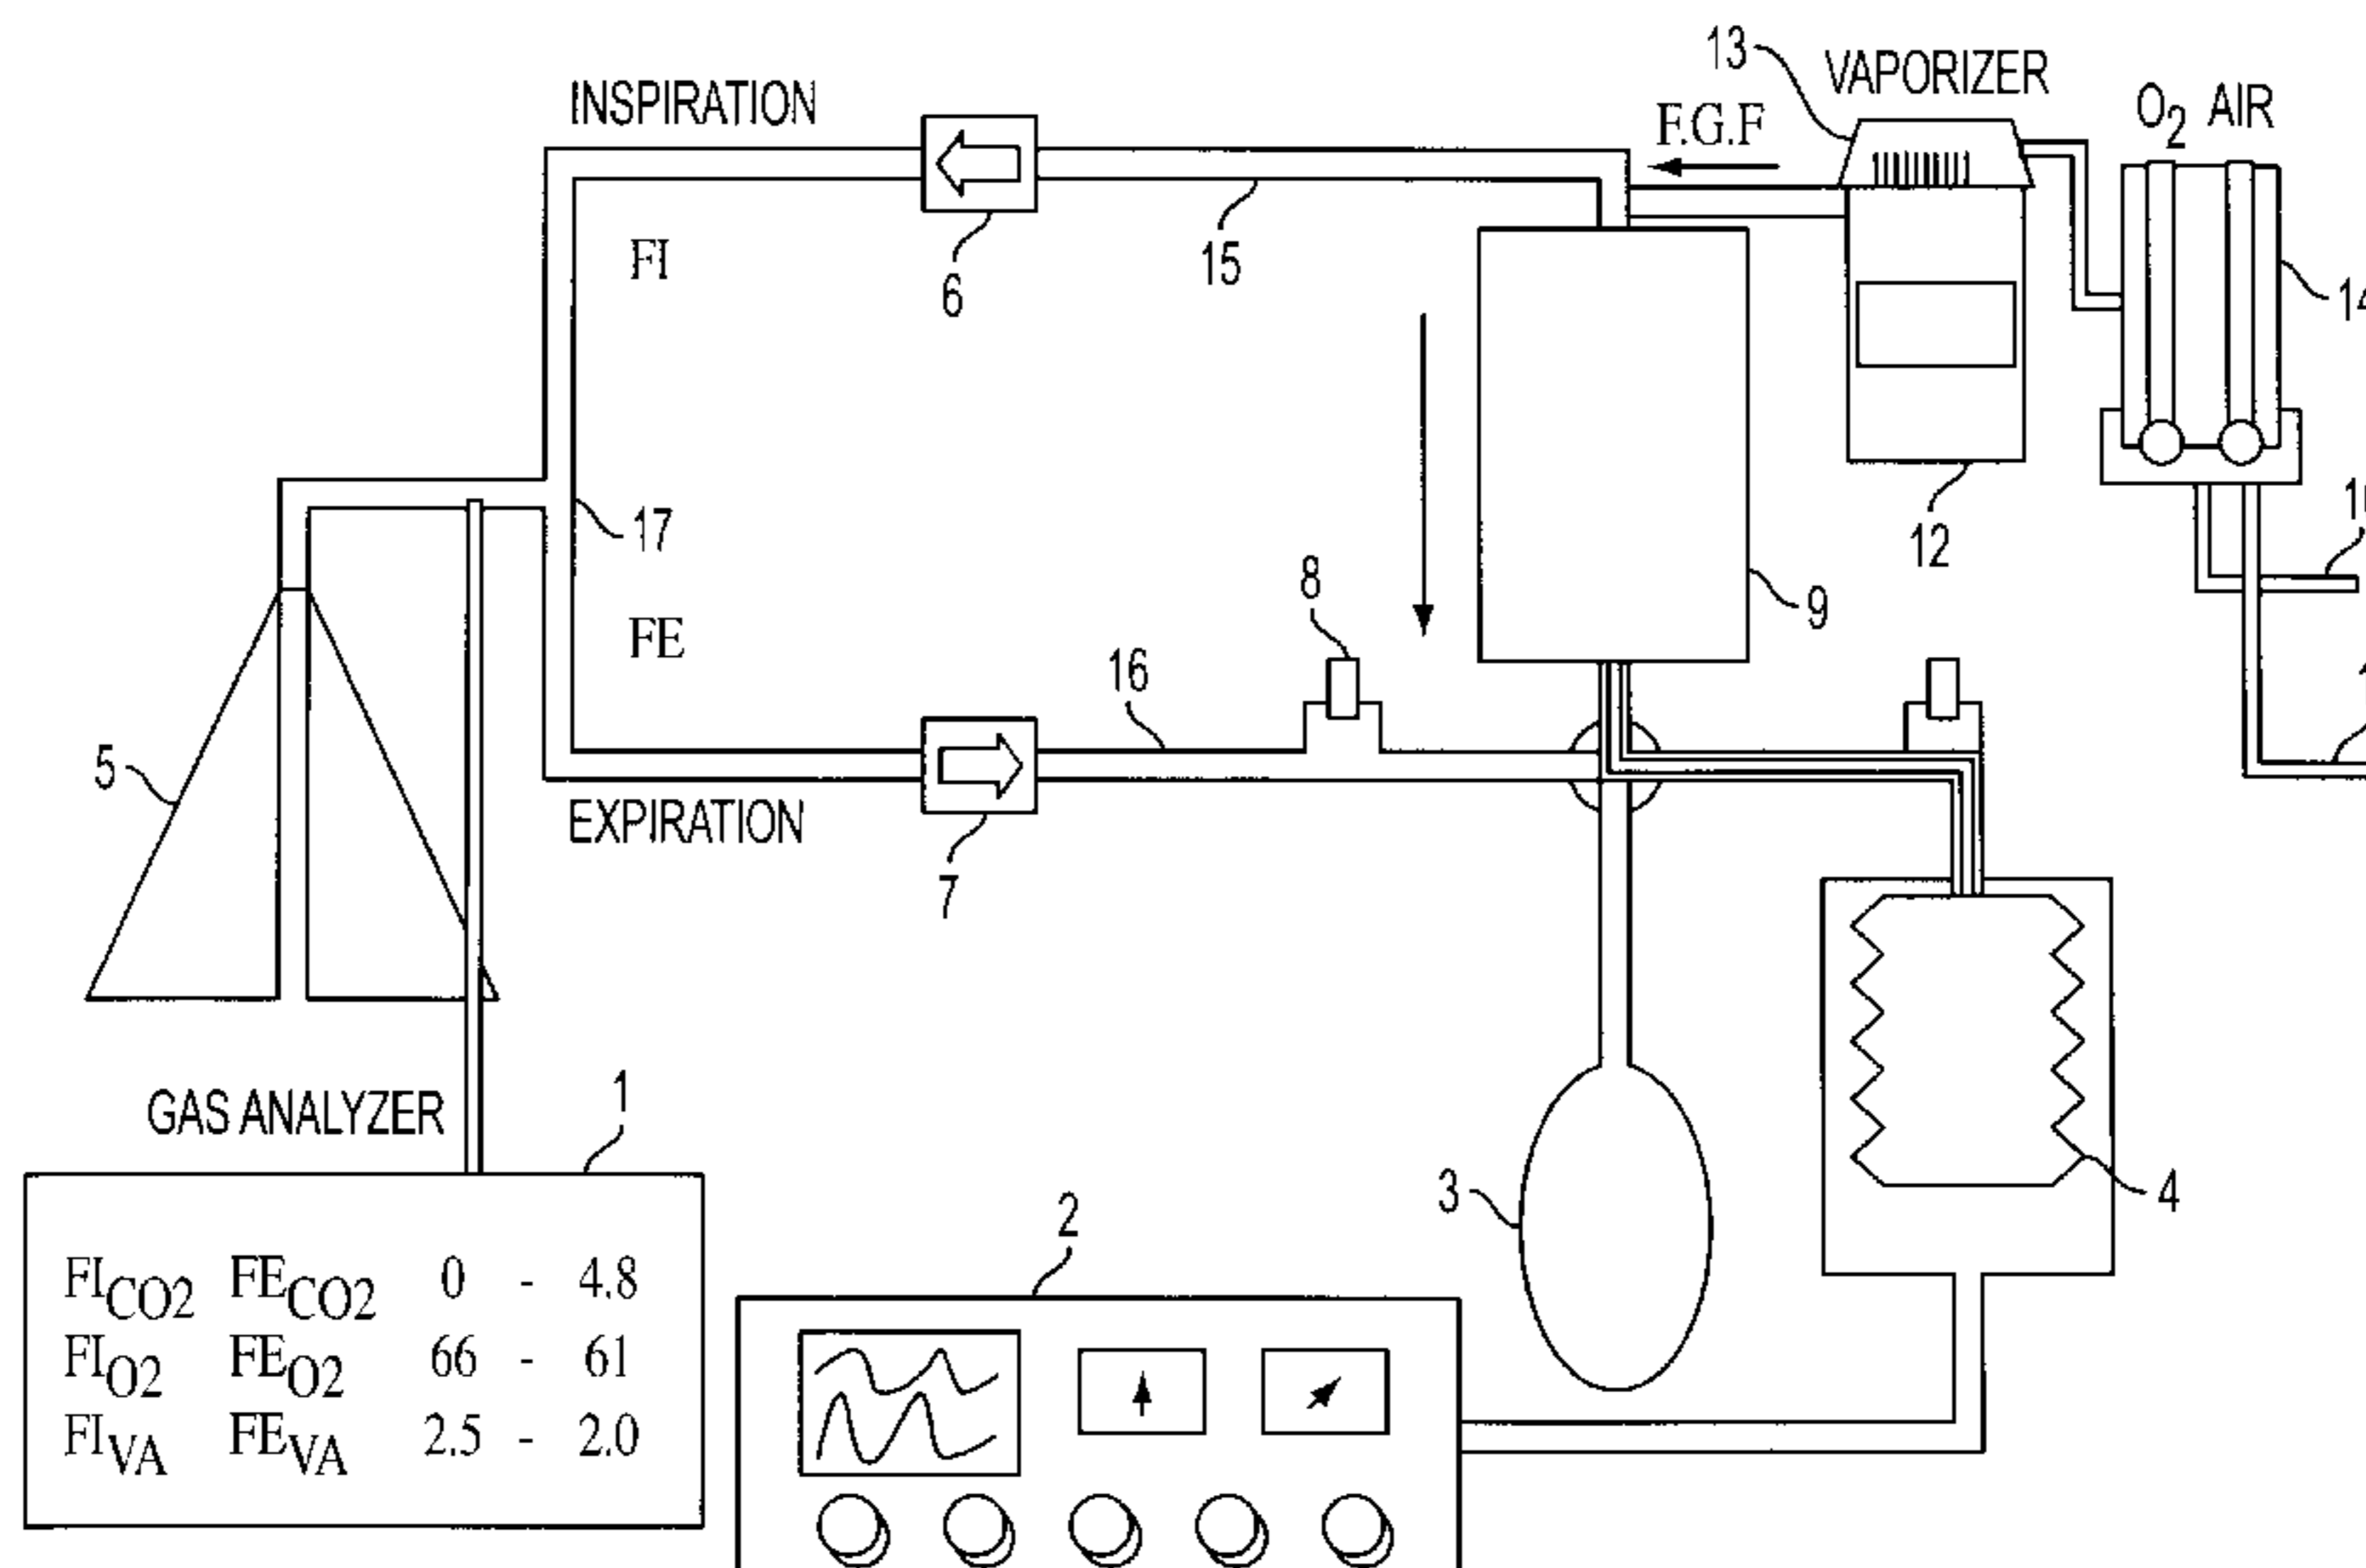 13
VAPORIZER
INSPIRATION
F.G.F
O2 AIR
FI
6
15
14
17
12
9
8
FE
16
5
EXPIRATION
7
GAS ANALYZER
1
2
3
4
FICO2 FECO2 0 - 4.8
FIO2 FEO2 66 - 61
FIVA FEVA 2.5 - 2.0